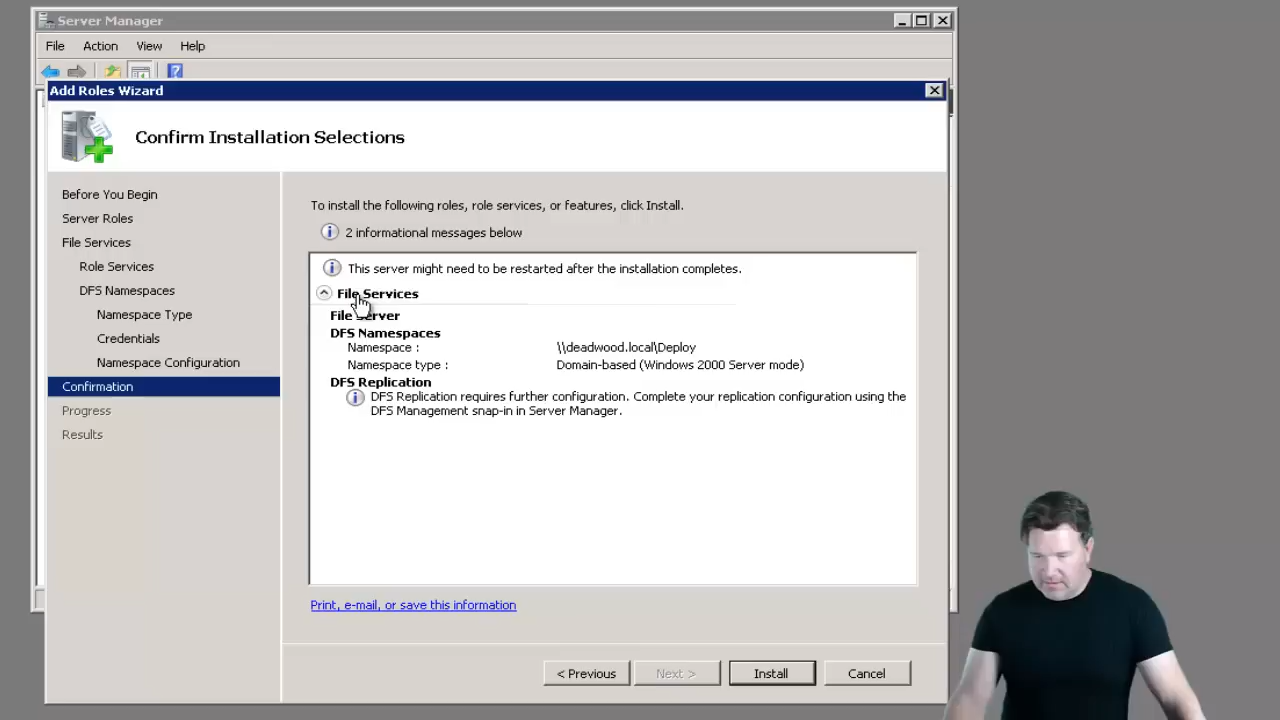 Server Manager
File Action View Help
Add Roles Wizard
Confirm Installation Selections
Before You Begin
Server Roles
File Services
Role Services
DFS Namespaces
Namespace Type
Credentials
Namespace Configuration
Confirmation
Progress
Results
To install the following roles, role services, or features, click Install.
2 informational messages below
This server might need to be restarted after the installation completes.
File Services
File Server
DFS Namespaces
Namespace : \\deadwood.local\Deploy
Namespace type : Domain-based (Windows 2000 Server mode)
DFS Replication
DFS Replication requires further configuration. Complete your replication configuration using the
DFS Management snap-in in Server Manager.
Print, e-mail, or save this information
< Previous Next > Install Cancel